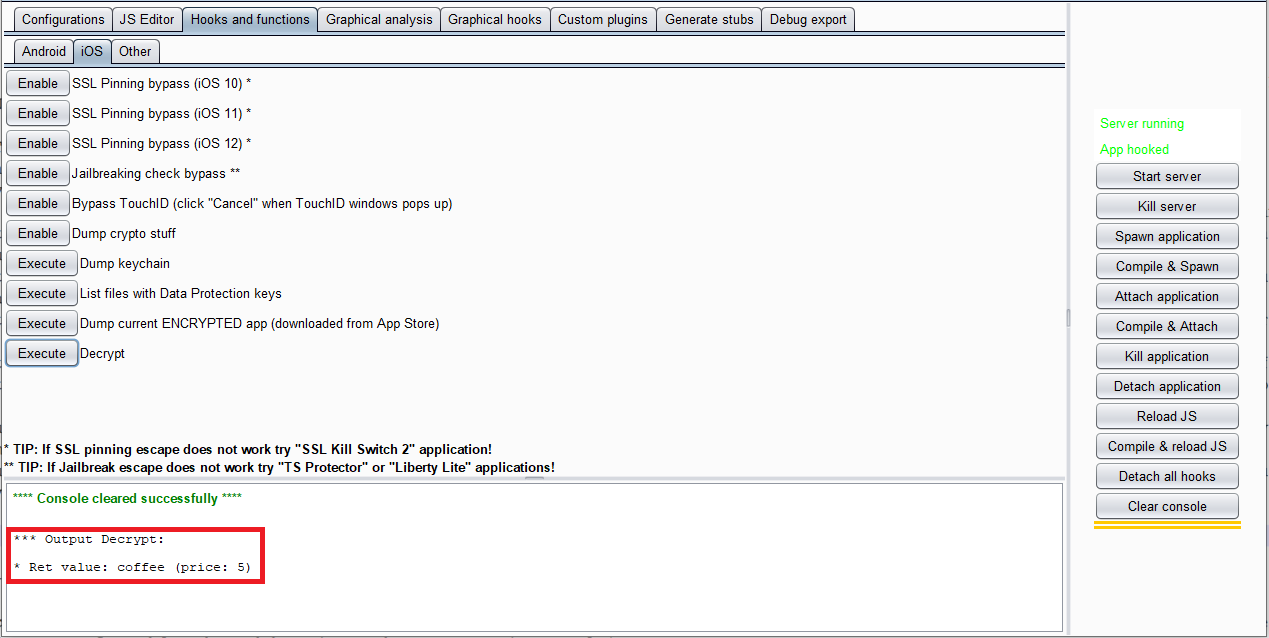 Configurations JS Editor Hooks and functions Graphical analysis Graphical hooks Custom plugins Generate stubs Debug export
Android iOS Other
Enable SSL Pinning bypass (iOS 10) *
Enable SSL Pinning bypass (iOS 11) *
Enable SSL Pinning bypass (iOS 12) *
Enable Jailbreaking check bypass **
Enable Bypass TouchID (click "Cancel" when TouchID windows pops up)
Enable Dump crypto stuff
Execute Dump keychain
Execute List files with Data Protection keys
Execute Dump current ENCRYPTED app (downloaded from App Store)
Execute Decrypt
* TIP: If SSL pinning escape does not work try "SSL Kill Switch 2" application!
** TIP: If Jailbreak escape does not work try "TS Protector" or "Liberty Lite" applications!
**** Console cleared successfully ****
*** Output Decrypt:
* Ret value: coffee (price: 5)
Server running
App hooked
Start server
Kill server
Spawn application
Compile & Spawn
Attach application
Compile & Attach
Kill application
Detach application
Reload JS
Compile & reload JS
Detach all hooks
Clear console